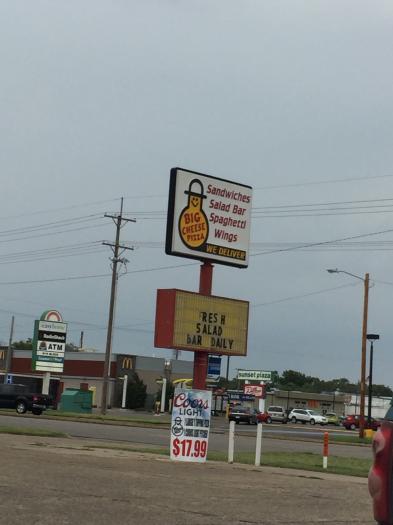 Sandwiches
Salad Bar
Spaghetti
Wings
BIG
CHEESE
PIZZA
WE DELIVER
FRESH
SALAD
BAR DAILY
RadioShack
ATM
sunset plaza
Coors
LIGHT
$17.99